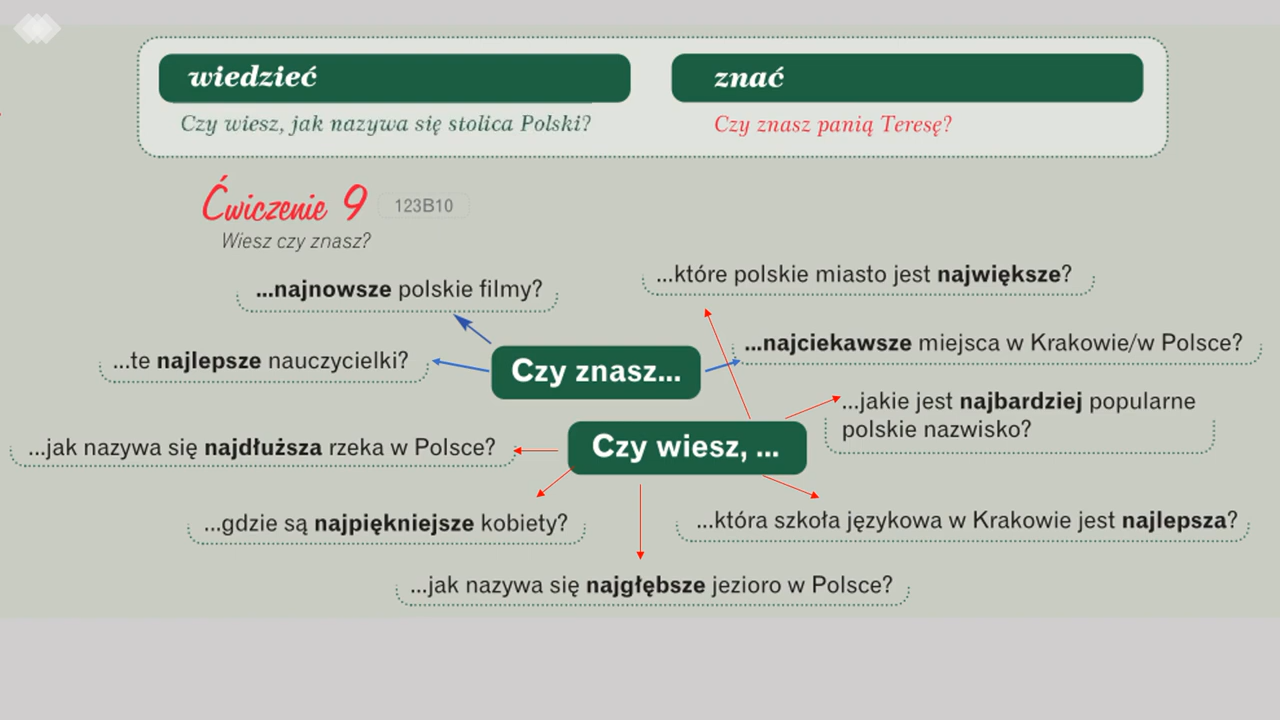 wiedzieć
znać
Czy wiesz, jak nazywa się stolica Polski?
Czy znasz panią Teresę?
Ćwiczenie 9
123B10
Wiesz czy znasz?
...które polskie miasto jest największe?
...najnowsze polskie filmy?
...najciekawsze miejsca w Krakowie/w Polsce?
...te najlepsze nauczycielki?
Czy znasz...
...jakie jest najbardziej popularne
polskie nazwisko?
Czy wiesz, ...
...jak nazywa się najdłuższa rzeka w Polsce?
...gdzie są najpiękniejsze kobiety?
...która szkoła językowa w Krakowie jest najlepsza?
...jak nazywa się najgłębsze jezioro w Polsce?